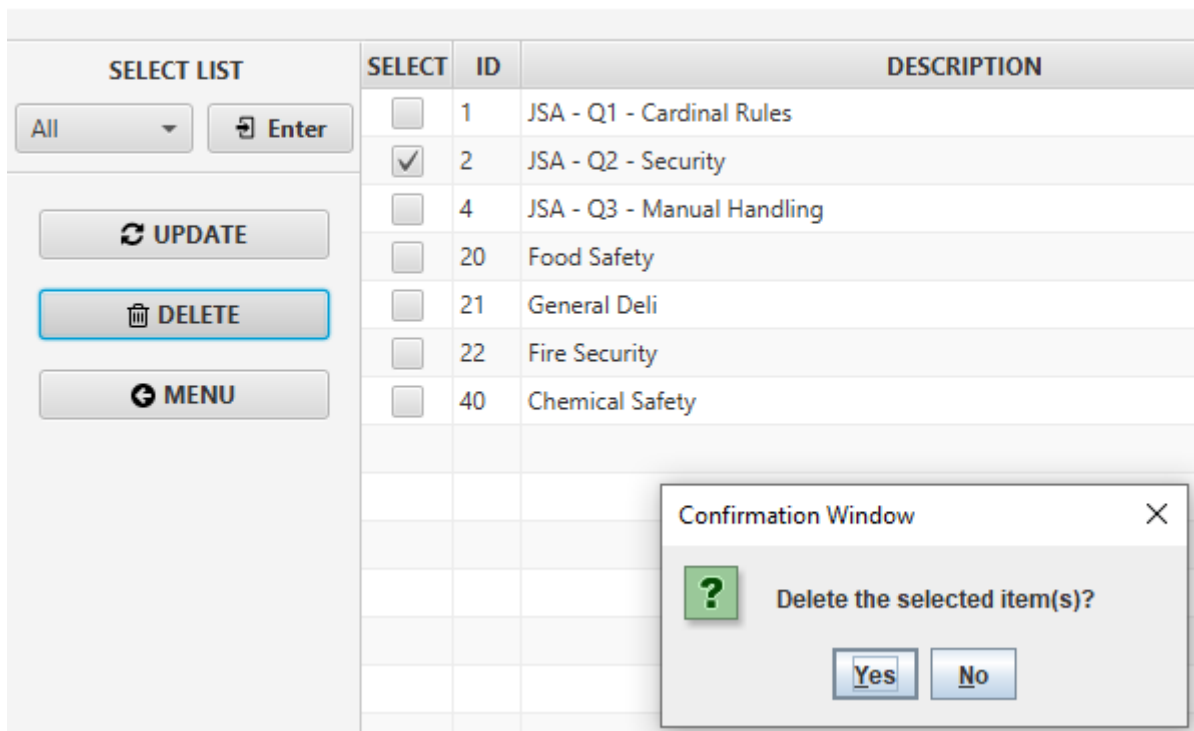 SELECT LIST
All
Enter
UPDATE
DELETE
MENU
SELECT ID DESCRIPTION
1 JSA - Q1 - Cardinal Rules
2 JSA - Q2 - Security
4 JSA - Q3 - Manual Handling
20 Food Safety
21 General Deli
22 Fire Security
40 Chemical Safety
Confirmation Window
Delete the selected item(s)?
Yes No